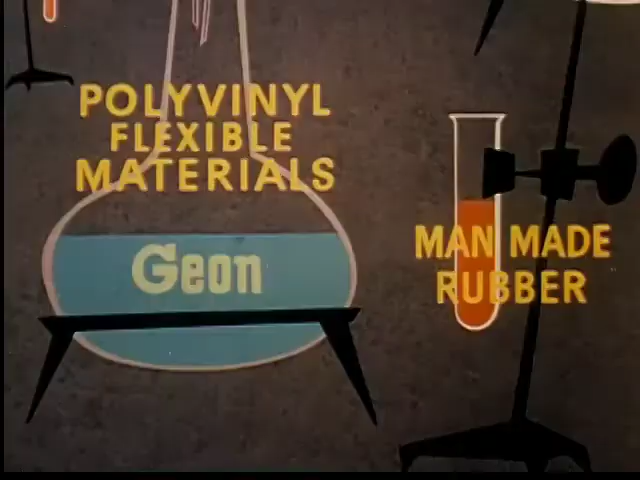 POLYVINYL
FLEXIBLE
MATERIALS
Geon
MAN MADE
RUBBER